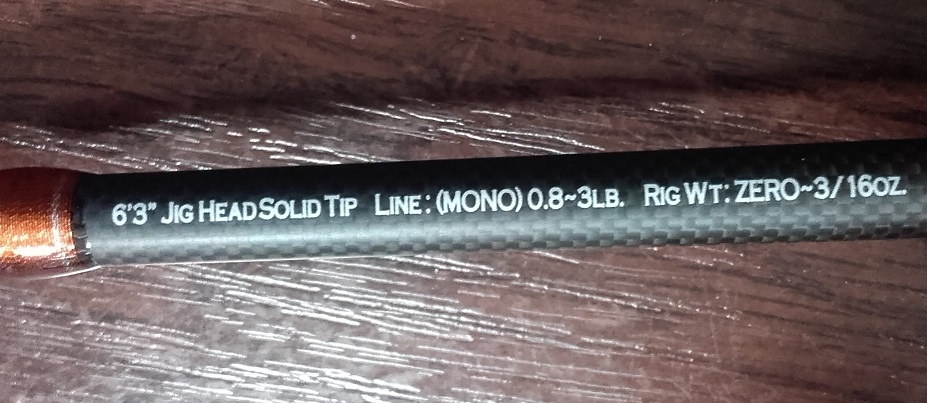 6'3" Jig Head Solid Tip Line: (MONO) 0.8~3LB. Rig Wt: ZERO~3/16oz.